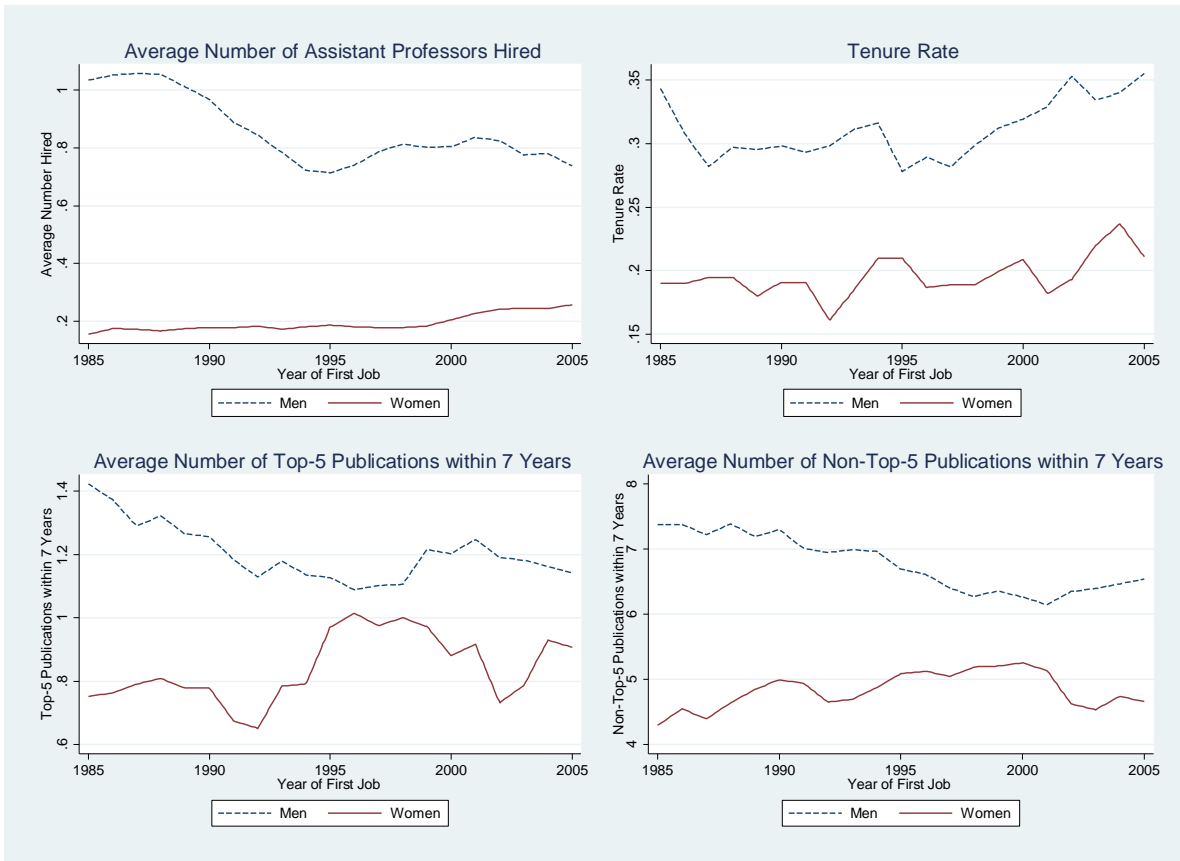 Average Number of Assistant Professors Hired
Average Number Hired
1
.8
.6
.4
.2
1985 1990 1995 2000 2005
Year of First Job
Men Women
Tenure Rate
Tenure Rate
.35
.3
.25
.2
.15
1985 1990 1995 2000 2005
Year of First Job
Men Women
Average Number of Top-5 Publications within 7 Years
Top-5 Publications within 7 Years
1.4
1.2
1
.8
.6
1985 1990 1995 2000 2005
Year of First Job
Men Women
Average Number of Non-Top-5 Publications within 7 Years
Non-Top-5 Publications within 7 Years
8
7
6
5
4
1985 1990 1995 2000 2005
Year of First Job
Men Women